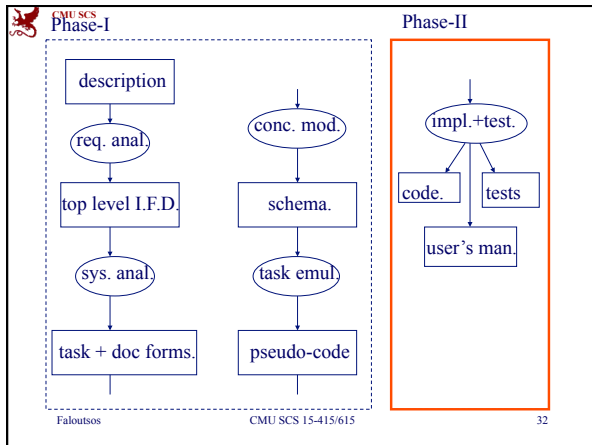 CMU SCS
Phase-I
Phase-II
description
req. anal.
top level I.F.D.
sys. anal.
task + doc forms.
conc. mod.
schema.
task emul.
pseudo-code
impl.+test.
code.
tests
user's man.
Faloutsos
CMU SCS 15-415/615
32